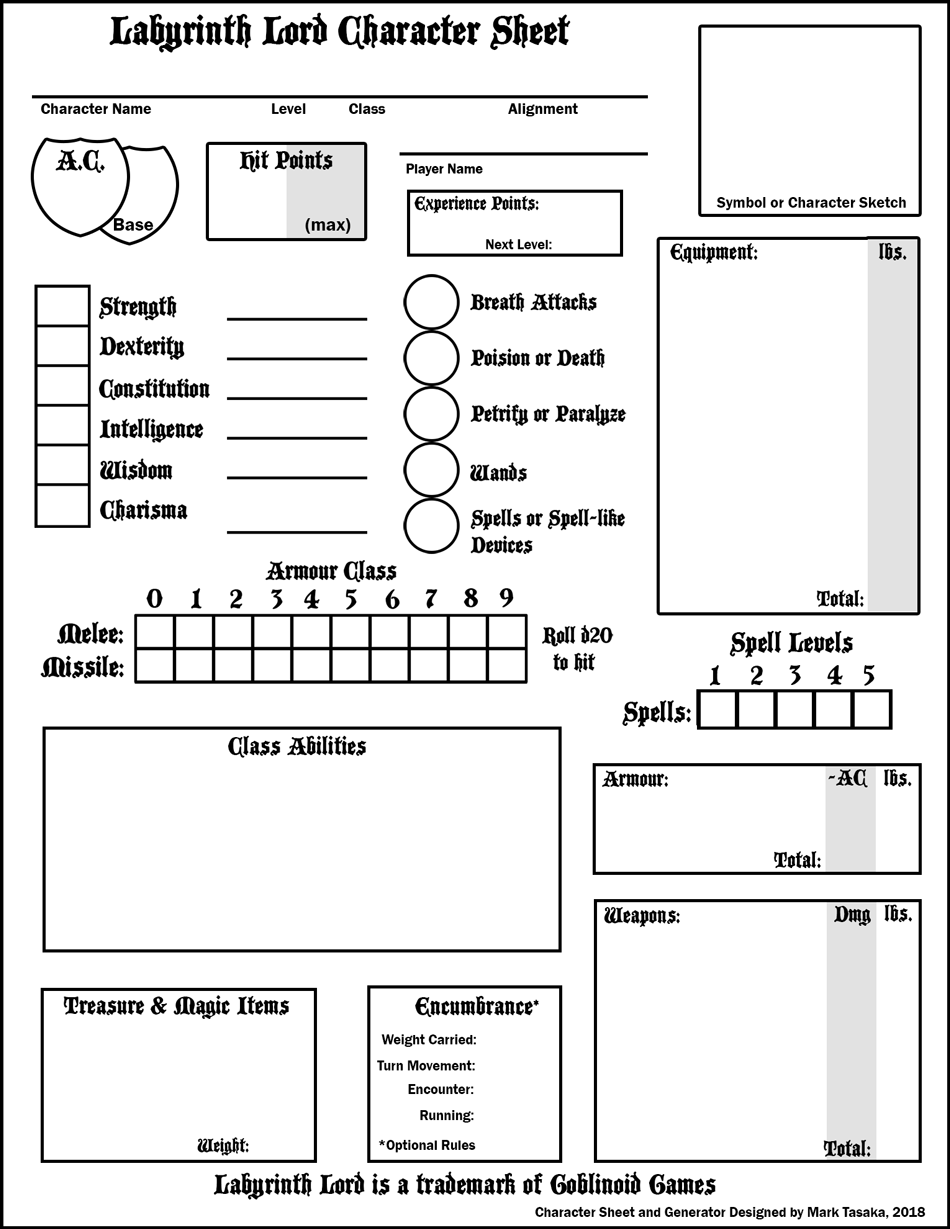 Labyrinth Lord Character Sheet
Character Name Level Class Alignment
Player Name
Symbol or Character Sketch
A.C.
Base
Hit Points
(max)
Experience Points:
Next Level:
Equipment: lbs.
Total:
Strength
Dexterity
Constitution
Intelligence
Wisdom
Charisma
Breath Attacks
Poision or Death
Petrify or Paralyze
Wands
Spells or Spell-like
Devices
Armour Class
0 1 2 3 4 5 6 7 8 9
Melee:
Missile:
Roll d20
to hit
Spell Levels
1 2 3 4 5
Spells:
Class Abilities
Armour: -AC lbs.
Total:
Weapons: Dmg lbs.
Total:
Treasure & Magic Items
Weight:
Encumbrance*
Weight Carried:
Turn Movement:
Encounter:
Running:
*Optional Rules
Labyrinth Lord is a trademark of Goblinoid Games
Character Sheet and Generator Designed by Mark Tasaka, 2018